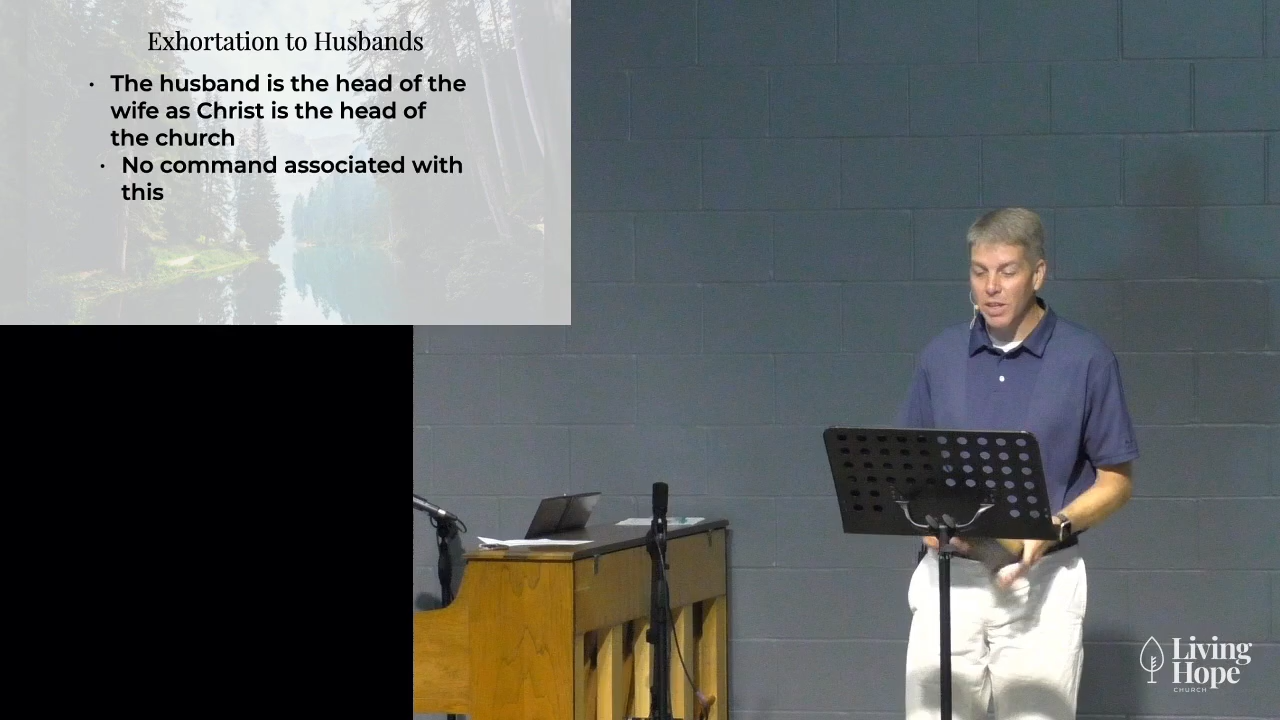 Exhortation to Husbands
• The husband is the head of the
wife as Christ is the head of
the church
• No command associated with
this
Living
Hope
CHURCH